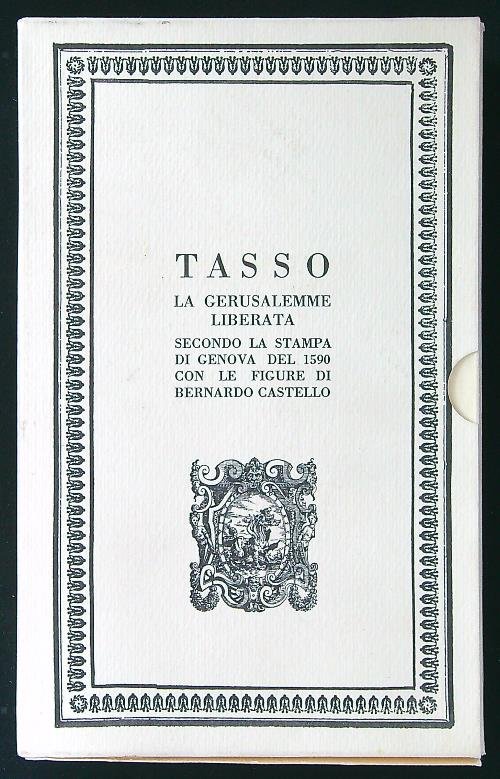 TASSO
LA GERUSALEMME
LIBERATA
SECONDO LA STAMPA
DI GENOVA DEL 1590
CON LE FIGURE DI
BERNARDO CASTELLO